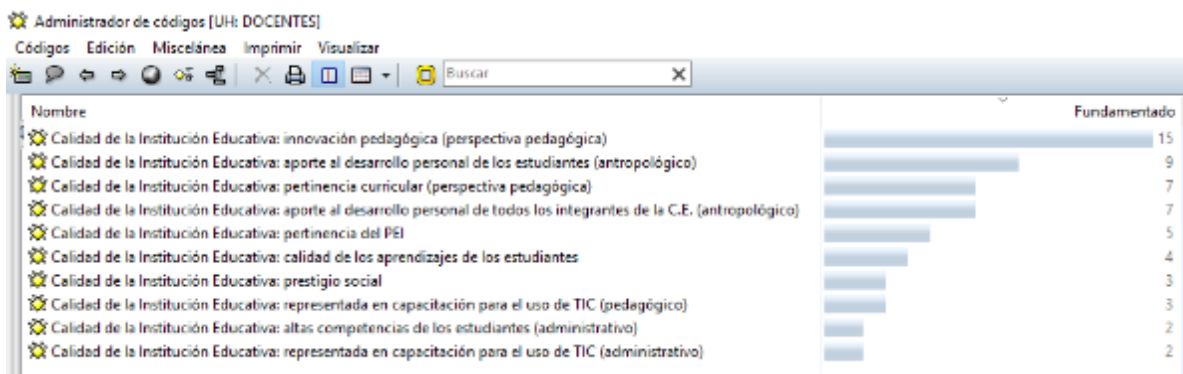 Administrador de códigos [UH: DOCENTES]
Códigos Edición Miscelánea Imprimir Visualizar
Buscar
Nombre Fundamentado
Calidad de la Institución Educativa: innovación pedagógica (perspectiva pedagógica) 15
Calidad de la Institución Educativa: aporte al desarrollo personal de los estudiantes (antropológico) 9
Calidad de la Institución Educativa: pertinencia curricular (perspectiva pedagógica) 7
Calidad de la Institución Educativa: aporte al desarrollo personal de todos los integrantes de la C.E. (antropológico) 7
Calidad de la Institución Educativa: pertinencia del PEI 5
Calidad de la Institución Educativa: calidad de los aprendizajes de los estudiantes 4
Calidad de la Institución Educativa: prestigio social 3
Calidad de la Institución Educativa: representada en capacitación para el uso de TIC (pedagógico) 3
Calidad de la Institución Educativa: altas competencias de los estudiantes (administrativo) 2
Calidad de la Institución Educativa: representada en capacitación para el uso de TIC (administrativo) 2